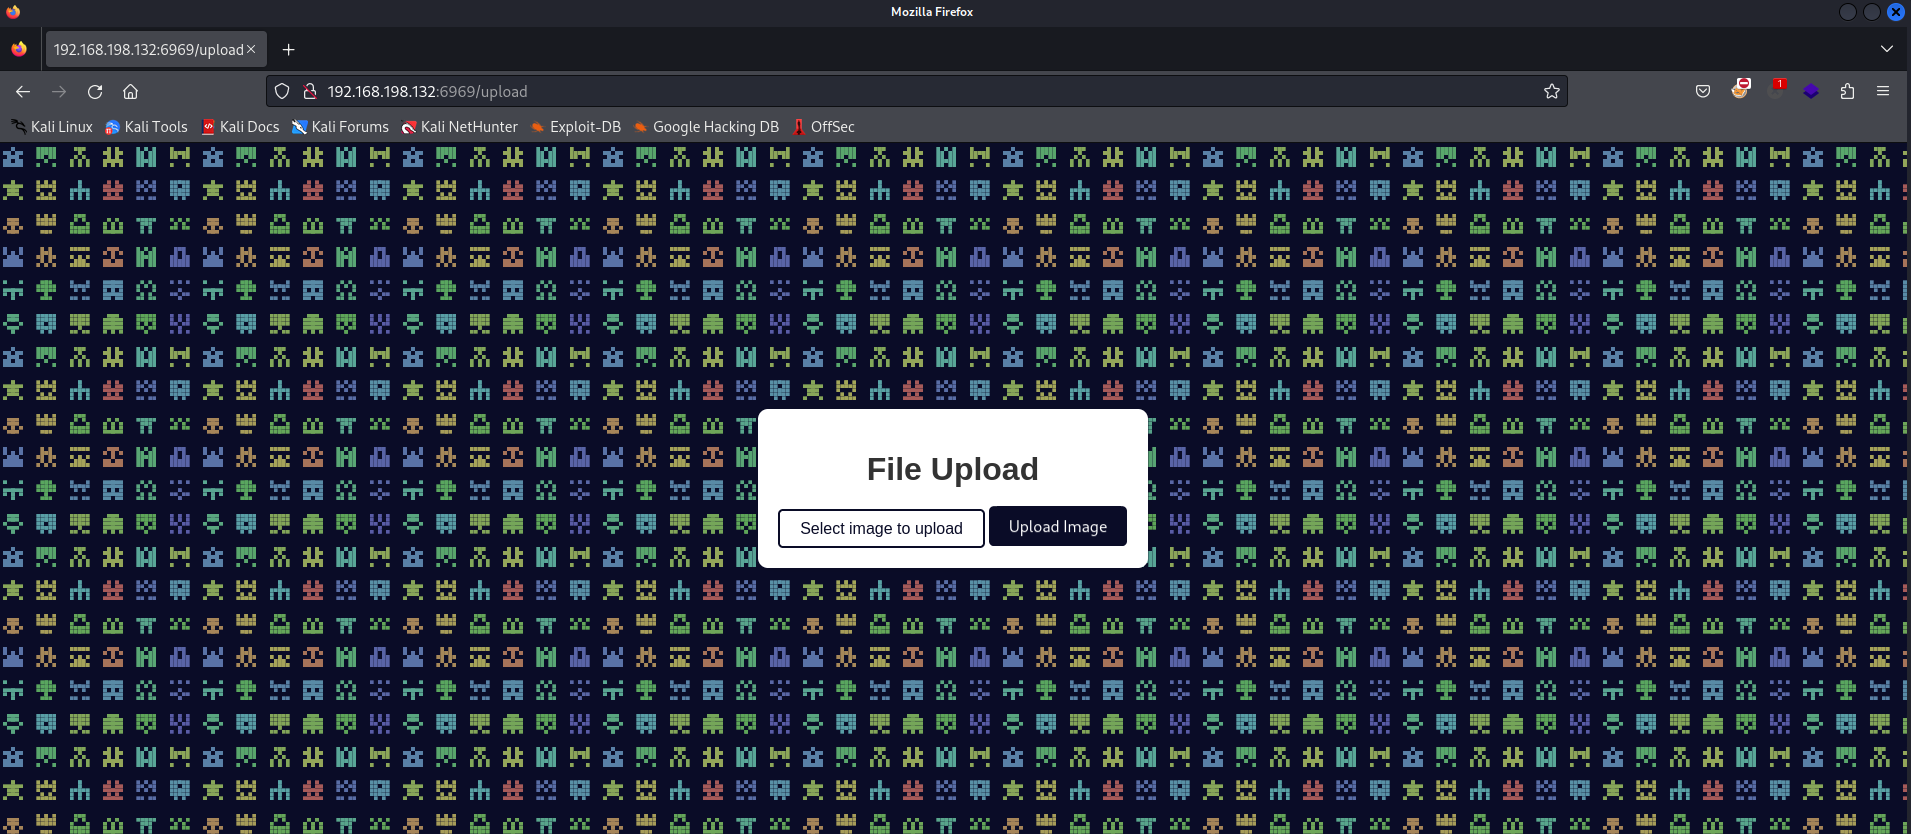 Mozilla Firefox
192.168.198.132:6969/upload
192.168.198.132:6969/upload
1
Kali Linux Kali Tools Kali Docs Kali Forums Kali NetHunter Exploit-DB Google Hacking DB OffSec
File Upload
Select image to upload Upload Image